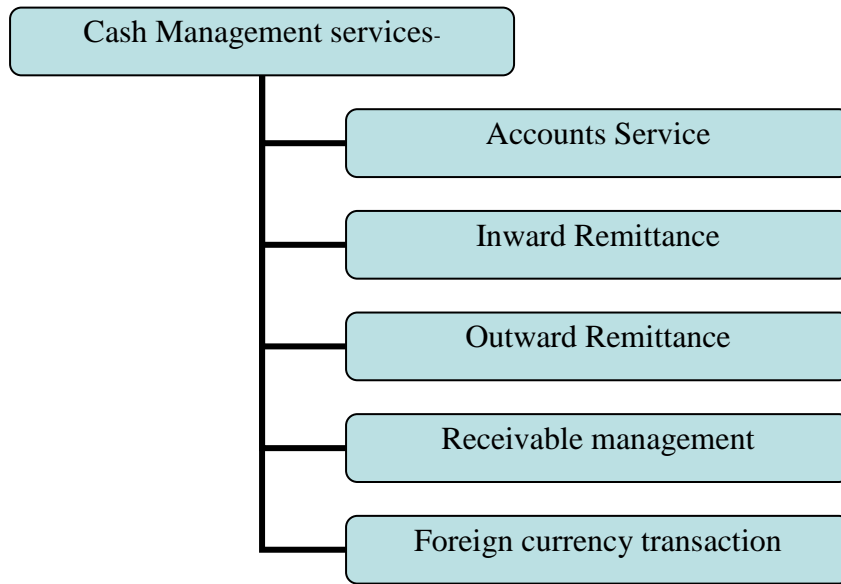 Cash Management services-
Accounts Service
Inward Remittance
Outward Remittance
Receivable management
Foreign currency transaction